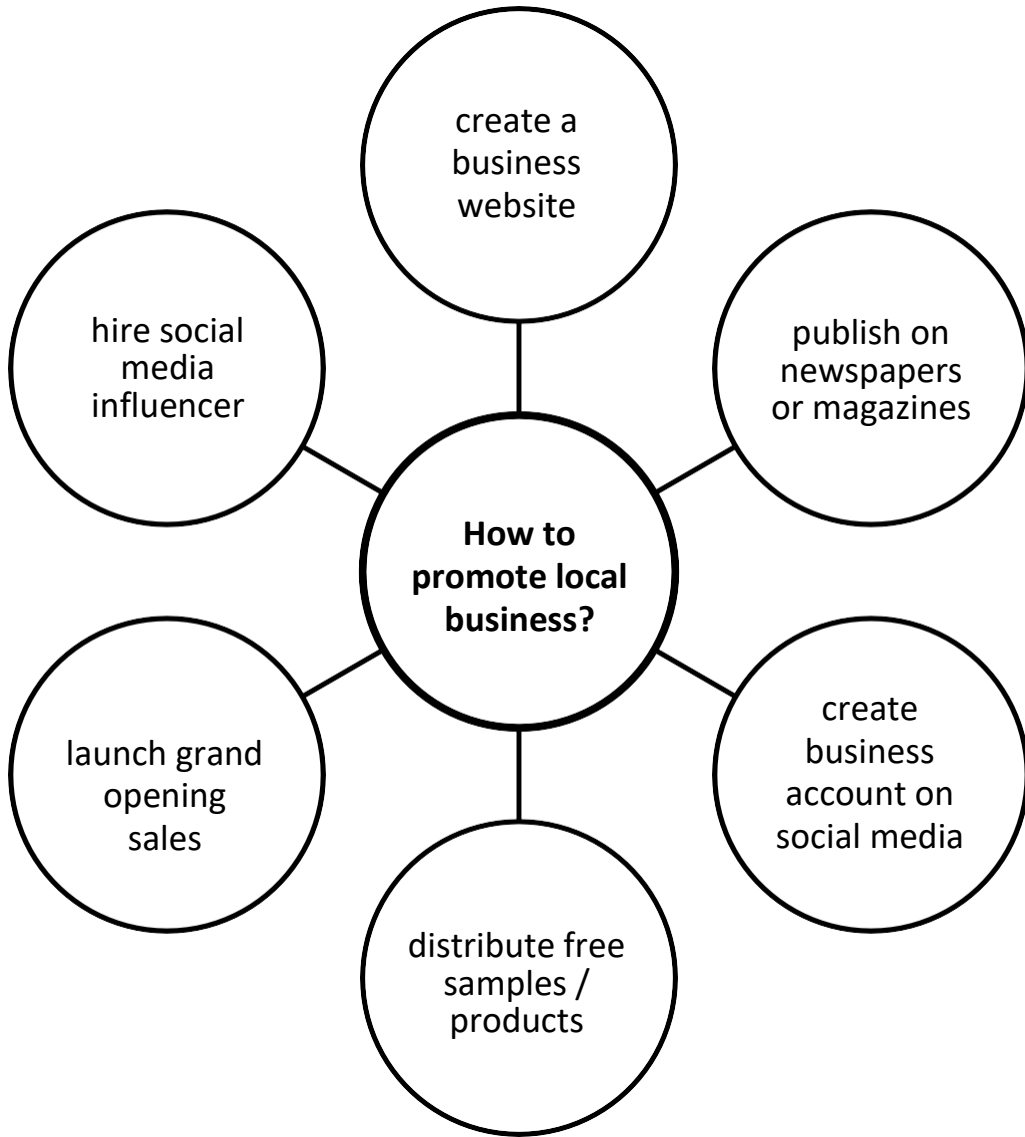 create a
business
website
hire social
media
influencer
publish on
newspapers
or magazines
How to
promote local
business?
launch grand
opening
sales
create
business
account on
social media
distribute free
samples /
products